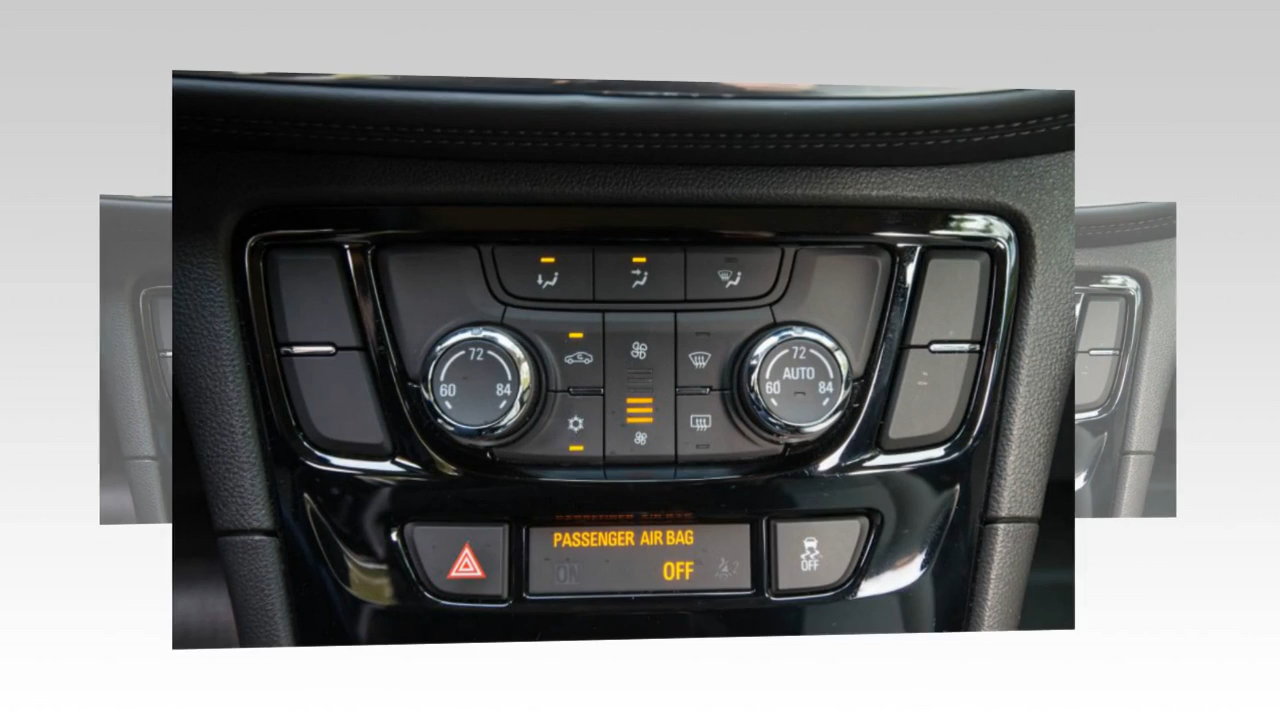 72
60 84
72
AUTO
60 84
PASSENGER AIR BAG
ON OFF
OFF